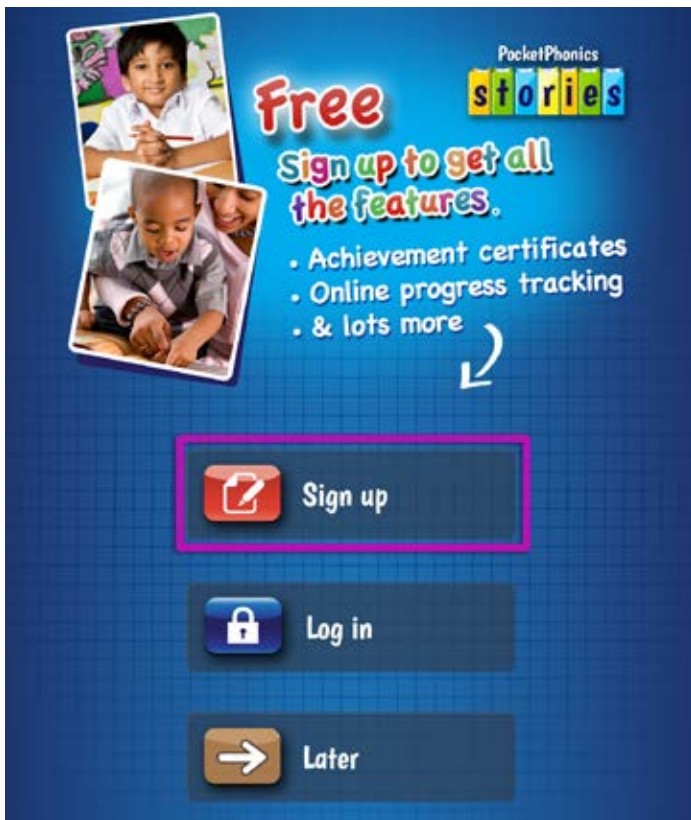 PocketPhonics
stories
Free
Sign up to get all
the features.
• Achievement certificates
• Online progress tracking
• & lots more
Sign up
Log in
Later